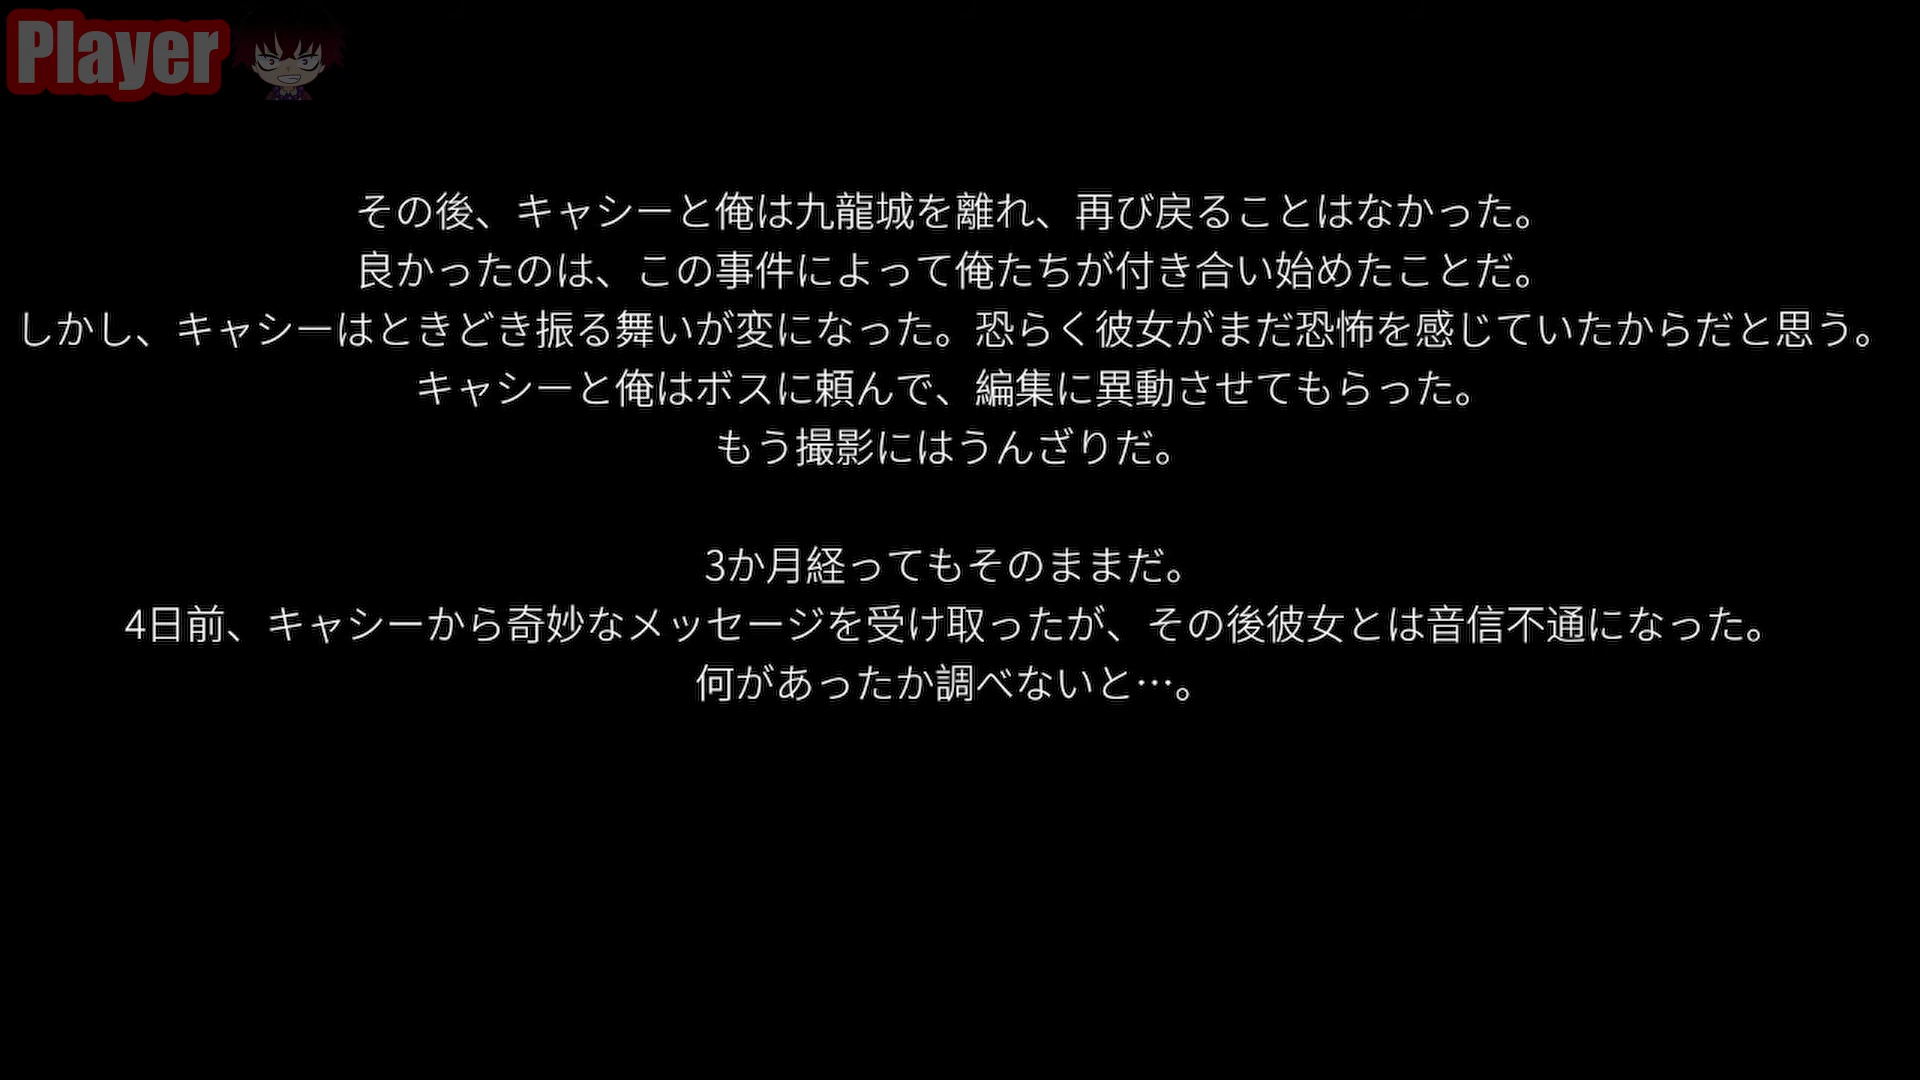 Player
その後、キャシーと俺は九龍城を離れ、再び戻ることはなかった。
良かったのは、この事件によって俺たちが付き合い始めたことだ。
しかし、キャシーはときどき振る舞いが変になった。恐らく彼女がまだ恐怖を感じていたからだと思う。
キャシーと俺はボスに頼んで、編集に異動させてもらった。
もう撮影にはうんざりだ。
3か月経ってもそのままだ。
4日前、キャシーから奇妙なメッセージを受け取ったが、その後彼女とは音信不通になった。
何があったか調べないと…。